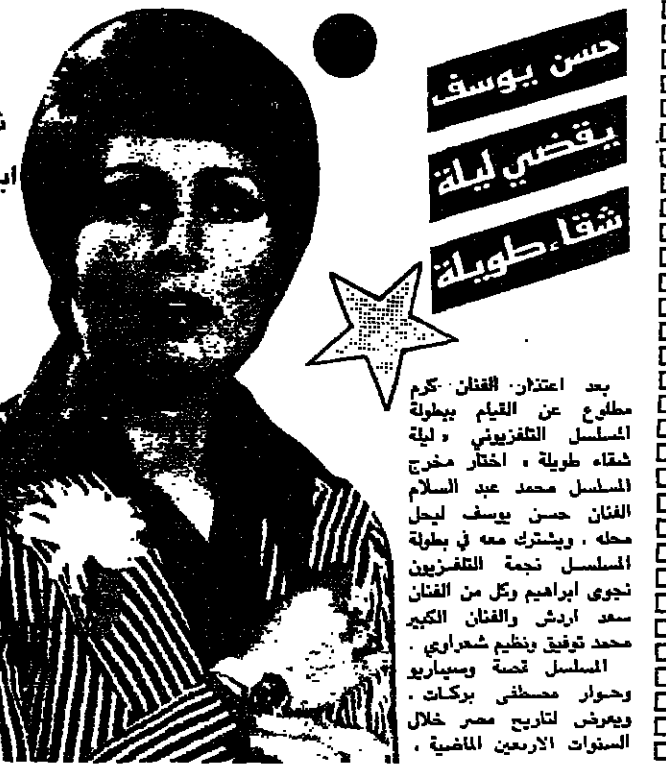 حسن يوسف
يقضي ليلة
شقاء طويلة
بعد اعتذار الفنان كرم
مطاوع عن القيام ببطولة
المسلسل التلفزيوني « ليلة
شقاء طويلة » اختار مخرج
المسلسل محمد عبد السلام
الفنان حسن يوسف ليحل
محله ، ويشترك معه في بطولة
المسلسل نجمة التلفزيون
نجوى ابراهيم وكل من الفنان
سعد اردش والفنان الكبير
محمد توفيق ونظيم شعراوي .
المسلسل قصة وسيناريو
وحوار مصطفى بركات ،
ويعرض لتاريخ مصر خلال
السنوات الاربعين الماضية ،